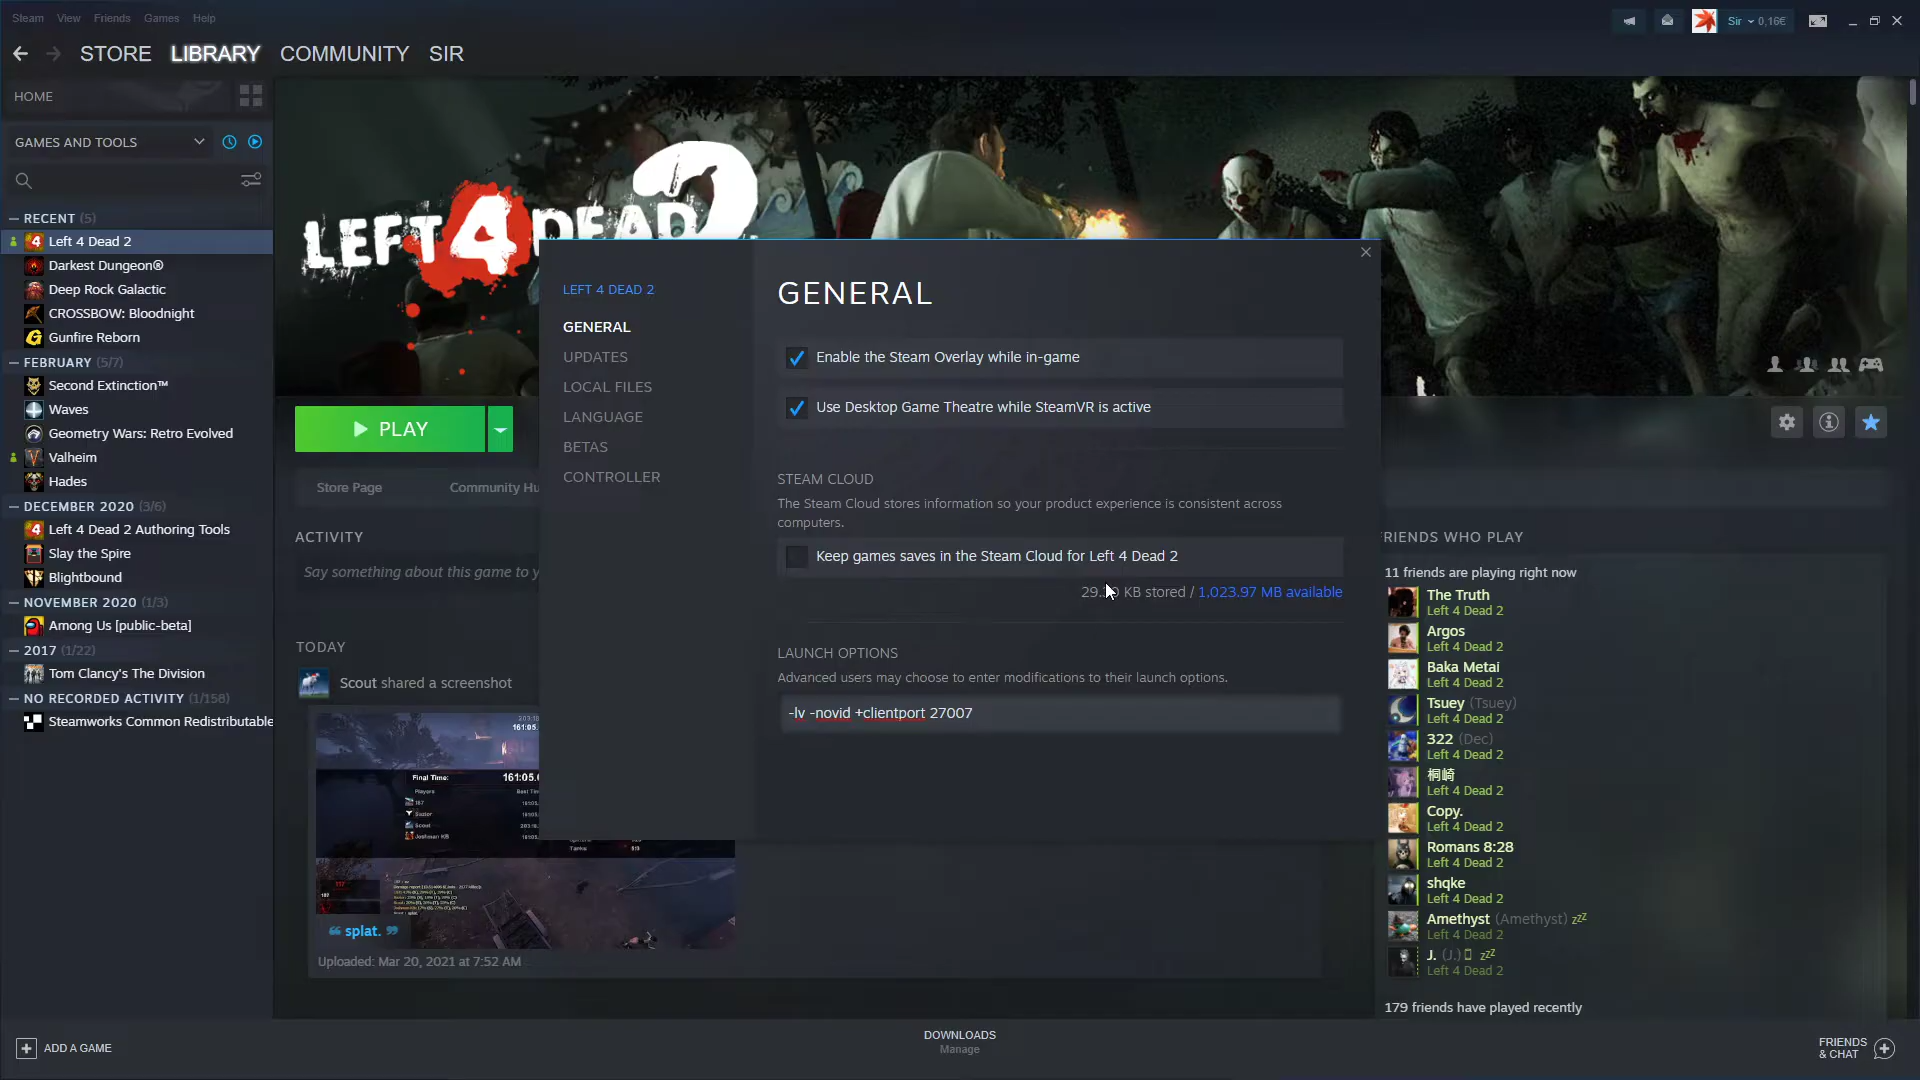 Steam View Friends Games Help
Sir 0,16€
STORE LIBRARY COMMUNITY SIR
HOME
GAMES AND TOOLS
RECENT (5)
Left 4 Dead 2
Darkest Dungeon®
Deep Rock Galactic
CROSSBOW: Bloodnight
Gunfire Reborn
FEBRUARY (5/7)
Second Extinction™
Waves
Geometry Wars: Retro Evolved
Valheim
Hades
DECEMBER 2020 (3/6)
Left 4 Dead 2 Authoring Tools
Slay the Spire
Blightbound
NOVEMBER 2020 (1/3)
Among Us [public-beta]
2017 (1/22)
Tom Clancy's The Division
NO RECORDED ACTIVITY (1/158)
Steamworks Common Redistributable
ADD A GAME
LEFT 4 DEAD 2
PLAY
Store Page
Community Hu
ACTIVITY
Say something about this game to y
TODAY
Scout shared a screenshot
Final Time: 161:05.
Players
splat.
Uploaded: Mar 20, 2021 at 7:52 AM
LEFT 4 DEAD 2
GENERAL
UPDATES
LOCAL FILES
LANGUAGE
BETAS
CONTROLLER
GENERAL
Enable the Steam Overlay while in-game
Use Desktop Game Theatre while SteamVR is active
STEAM CLOUD
The Steam Cloud stores information so your product experience is consistent across
computers.
Keep games saves in the Steam Cloud for Left 4 Dead 2
KB stored / 1,023.97 MB available
LAUNCH OPTIONS
Advanced users may choose to enter modifications to their launch options.
-lv -novid +clientport 27007
RIENDS WHO PLAY
11 friends are playing right now
The Truth
Left 4 Dead 2
Argos
Left 4 Dead 2
Baka Metai
Left 4 Dead 2
Tsuey (Tsuey)
Left 4 Dead 2
322 (Dec)
Left 4 Dead 2
桐崎
Left 4 Dead 2
Copy.
Left 4 Dead 2
Romans 8:28
Left 4 Dead 2
shqke
Left 4 Dead 2
Amethyst (Amethyst) zzz
Left 4 Dead 2
J. (J.) zzz
Left 4 Dead 2
179 friends have played recently
DOWNLOADS
Manage
FRIENDS
& CHAT